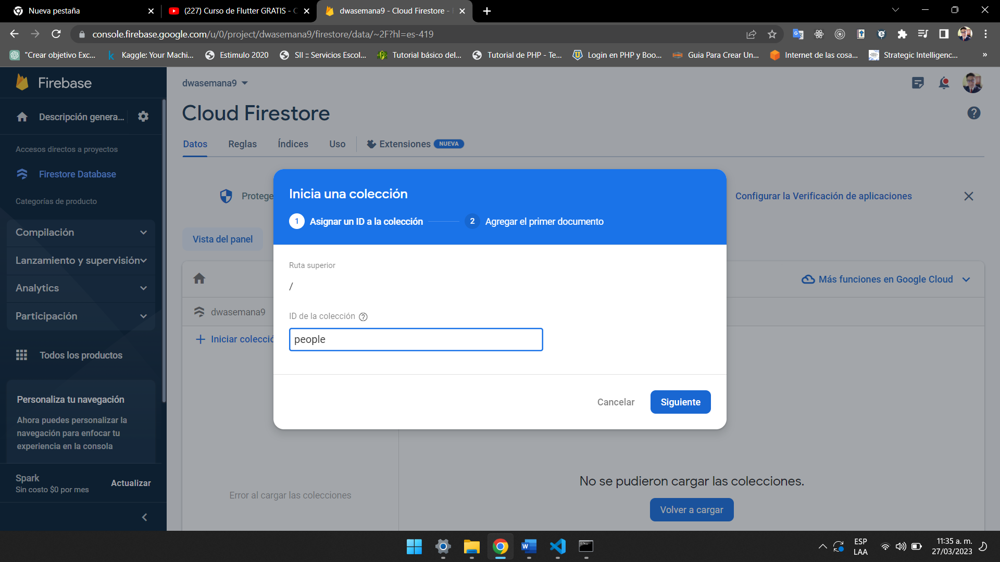 Nueva pestaña
(227) Curso de Flutter GRATIS - C
dwasemana9 - Cloud Firestore -
console.firebase.google.com/u/0/project/dwasemana9/firestore/data/~2F?hl=es-419
"Crear objetivo Exc...
Kaggle: Your Machi...
Estimulo 2020
SII :: Servicios Escol...
Tutorial básico del...
Tutorial de PHP - Te...
Login en PHP y Boo...
Guia Para Crear Un...
Internet de las cosa...
Strategic Intelligenc...
»
Firebase
Descripción genera...
Accesos directos a proyectos
Firestore Database
Categorías de producto
Compilación
Lanzamiento y supervisión
Analytics
Participación
Todos los productos
Personaliza tu navegación
Ahora puedes personalizar la
navegación para enfocar tu
experiencia en la consola
Spark
Sin costo $0 por mes
Actualizar
dwasemana9
Cloud Firestore
Datos
Reglas
Índices
Uso
Extensiones
NUEVA
Protege
Configurar la Verificación de aplicaciones
Vista del panel
Más funciones en Google Cloud
dwasemana9
Iniciar colecció
Error al cargar las colecciones
No se pudieron cargar las colecciones.
Volver a cargar
Inicia una colección
1 Asignar un ID a la colección
2 Agregar el primer documento
Ruta superior
/
ID de la colección
people
Cancelar
Siguiente
ESP
LAA
11:35 a. m.
27/03/2023